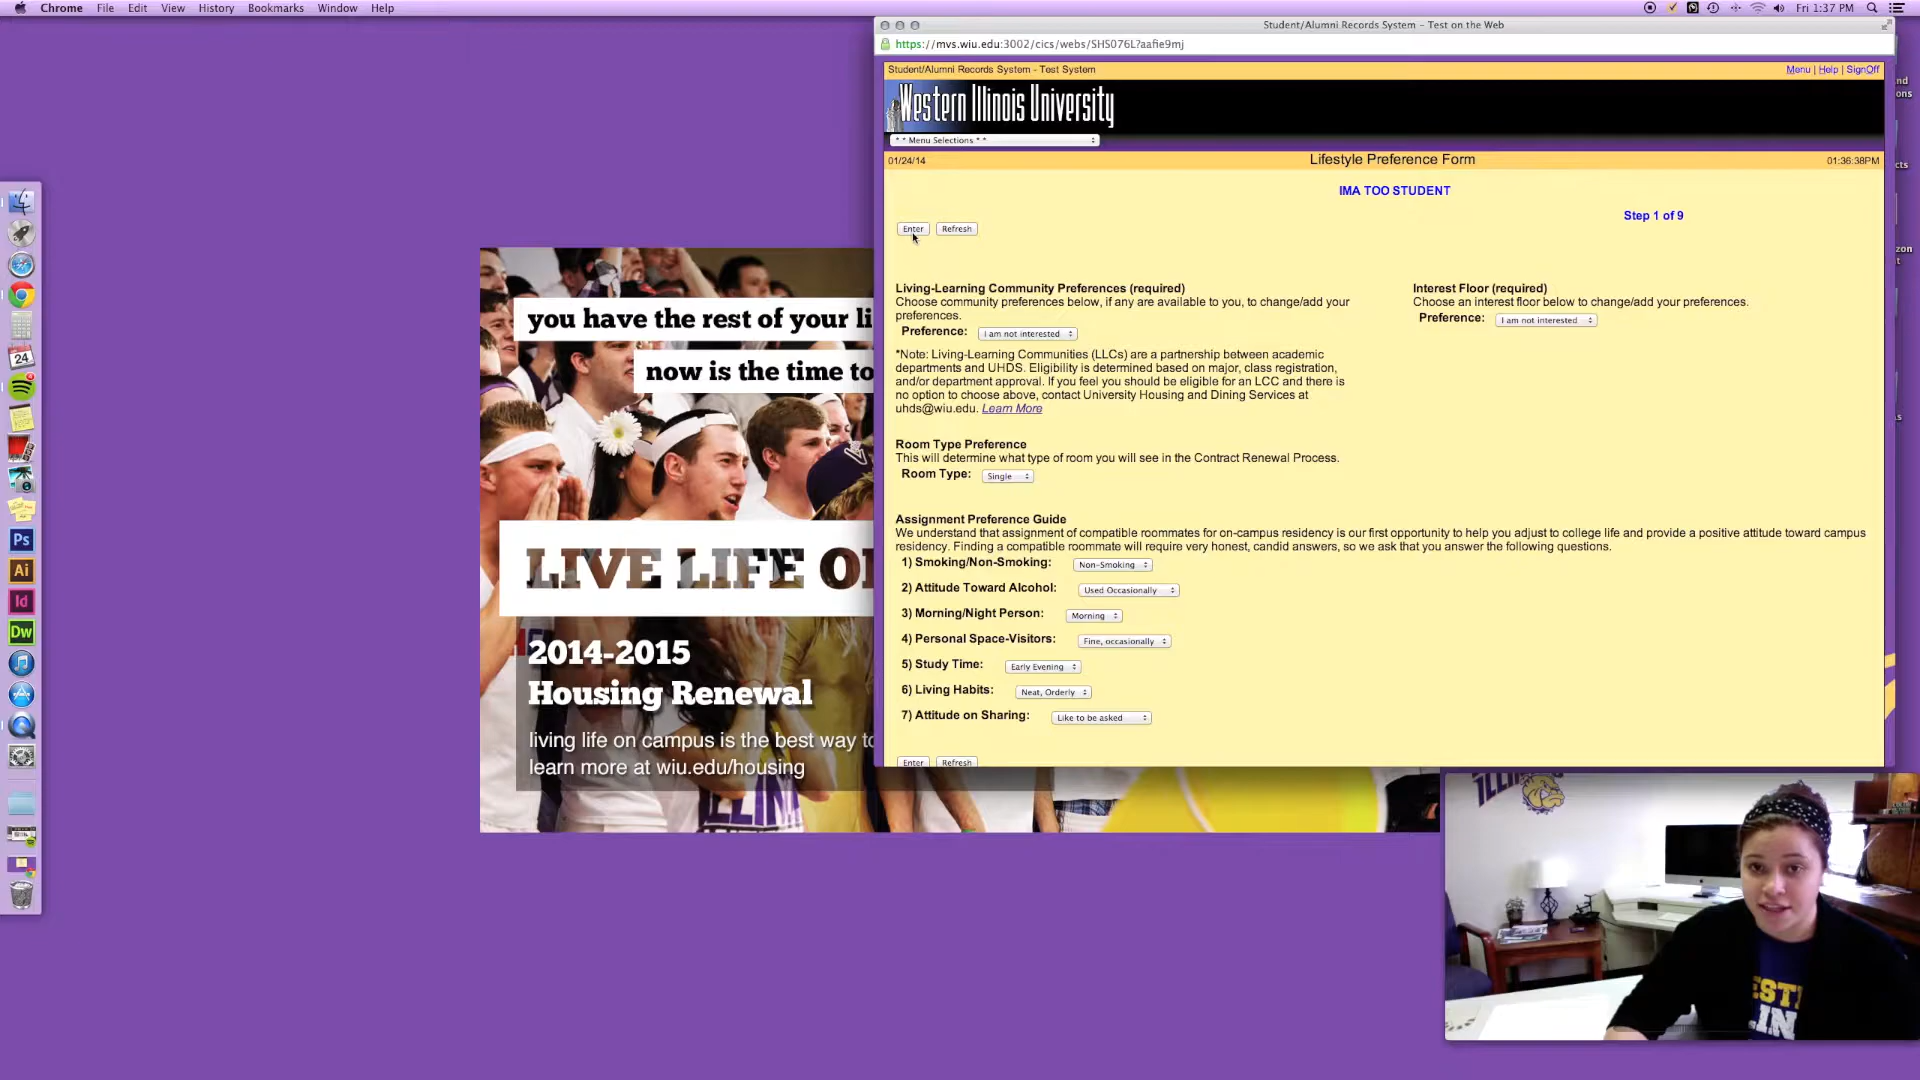 Chrome File Edit View History Bookmarks Window Help
Fri 1:37 PM
Student/Alumni Records System – Test on the Web
https://mvs.wiu.edu:3002/cics/webs/SHS076L?aafie9mj
Student/Alumni Records System - Test System
Menu | Help | SignOff
Western Illinois University
* * Menu Selections * *
01/24/14
Lifestyle Preference Form
01:36:38PM
IMA TOO STUDENT
Step 1 of 9
Enter Refresh
Living-Learning Community Preferences (required)
Choose community preferences below, if any are available to you, to change/add your
preferences.
Preference: I am not interested
*Note: Living-Learning Communities (LLCs) are a partnership between academic
departments and UHDS. Eligibility is determined based on major, class registration,
and/or department approval. If you feel you should be eligible for an LCC and there is
no option to choose above, contact University Housing and Dining Services at
uhds@wiu.edu. Learn More
Interest Floor (required)
Choose an interest floor below to change/add your preferences.
Preference: I am not interested
Room Type Preference
This will determine what type of room you will see in the Contract Renewal Process.
Room Type: Single
Assignment Preference Guide
We understand that assignment of compatible roommates for on-campus residency is our first opportunity to help you adjust to college life and provide a positive attitude toward campus
residency. Finding a compatible roommate will require very honest, candid answers, so we ask that you answer the following questions.
1) Smoking/Non-Smoking: Non-Smoking
2) Attitude Toward Alcohol: Used Occasionally
3) Morning/Night Person: Morning
4) Personal Space-Visitors: Fine, occasionally
5) Study Time: Early Evening
6) Living Habits: Neat, Orderly
7) Attitude on Sharing: Like to be asked
Enter Refresh
you have the rest of your li
now is the time to
LIVE LIFE O
2014-2015
Housing Renewal
living life on campus is the best way to
learn more at wiu.edu/housing
24
Ps
Ai
Id
Dw